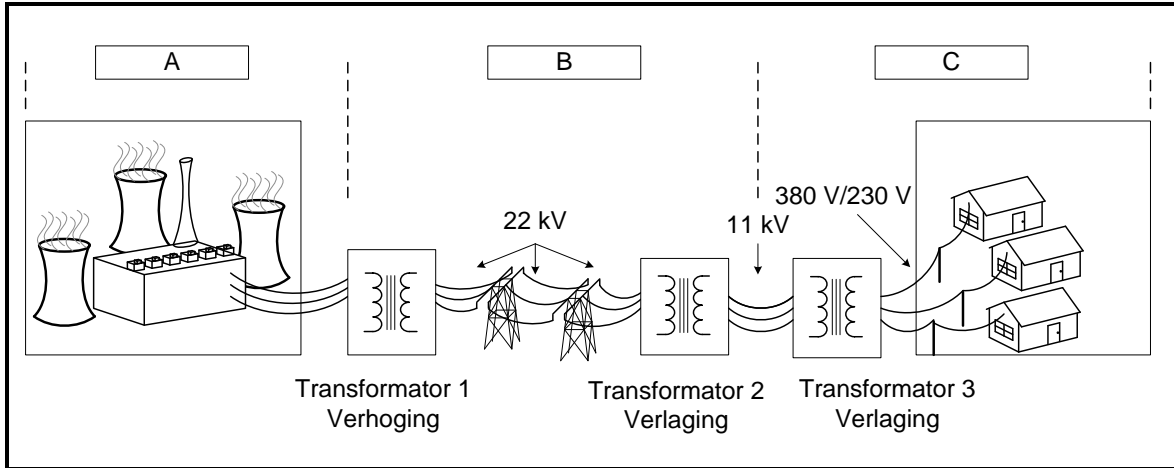 A
B
C
380 V/230 V
22 kV
11 kV
Transformator 1
Verhoging
Transformator 2
Verlaging
Transformator 3
Verlaging